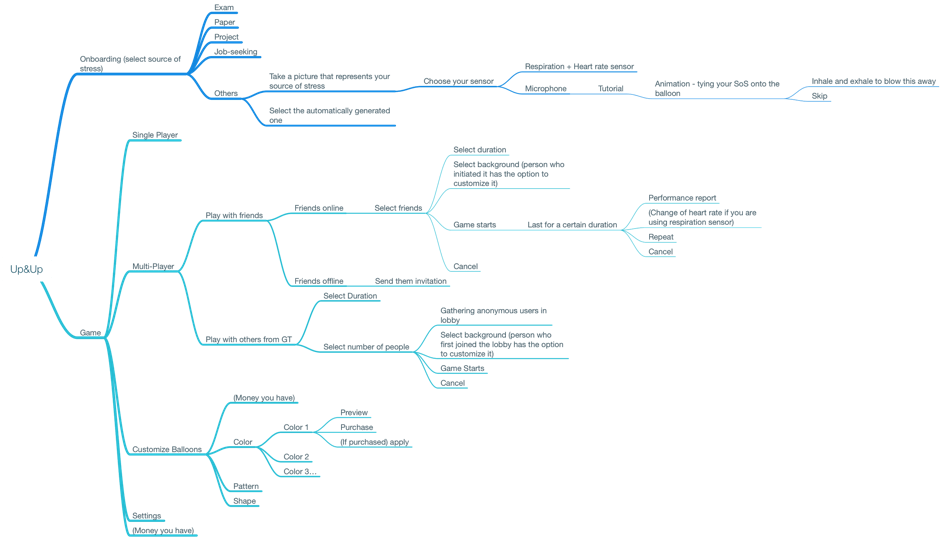 Up&Up
Onboarding (select source of
stress)
Exam
Paper
Project
Job-seeking
Others
Take a picture that represents your
source of stress
Choose your sensor
Respiration + Heart rate sensor
Microphone
Tutorial
Animation - tying your SoS onto the
balloon
Inhale and exhale to blow this away
Skip
Select the automatically generated
one
Game
Single Player
Multi-Player
Play with friends
Friends online
Select friends
Select duration
Select background (person who
initiated it has the option to
customize it)
Game starts
Last for a certain duration
Performance report
(Change of heart rate if you are
using respiration sensor)
Repeat
Cancel
Cancel
Friends offline
Send them invitation
Play with others from GT
Select Duration
Select number of people
Gathering anonymous users in
lobby
Select background (person who
first joined the lobby has the option
to customize it)
Game Starts
Cancel
Customize Balloons
(Money you have)
Color
Color 1
Preview
Purchase
(If purchased) apply
Color 2
Color 3...
Pattern
Shape
Settings
(Money you have)